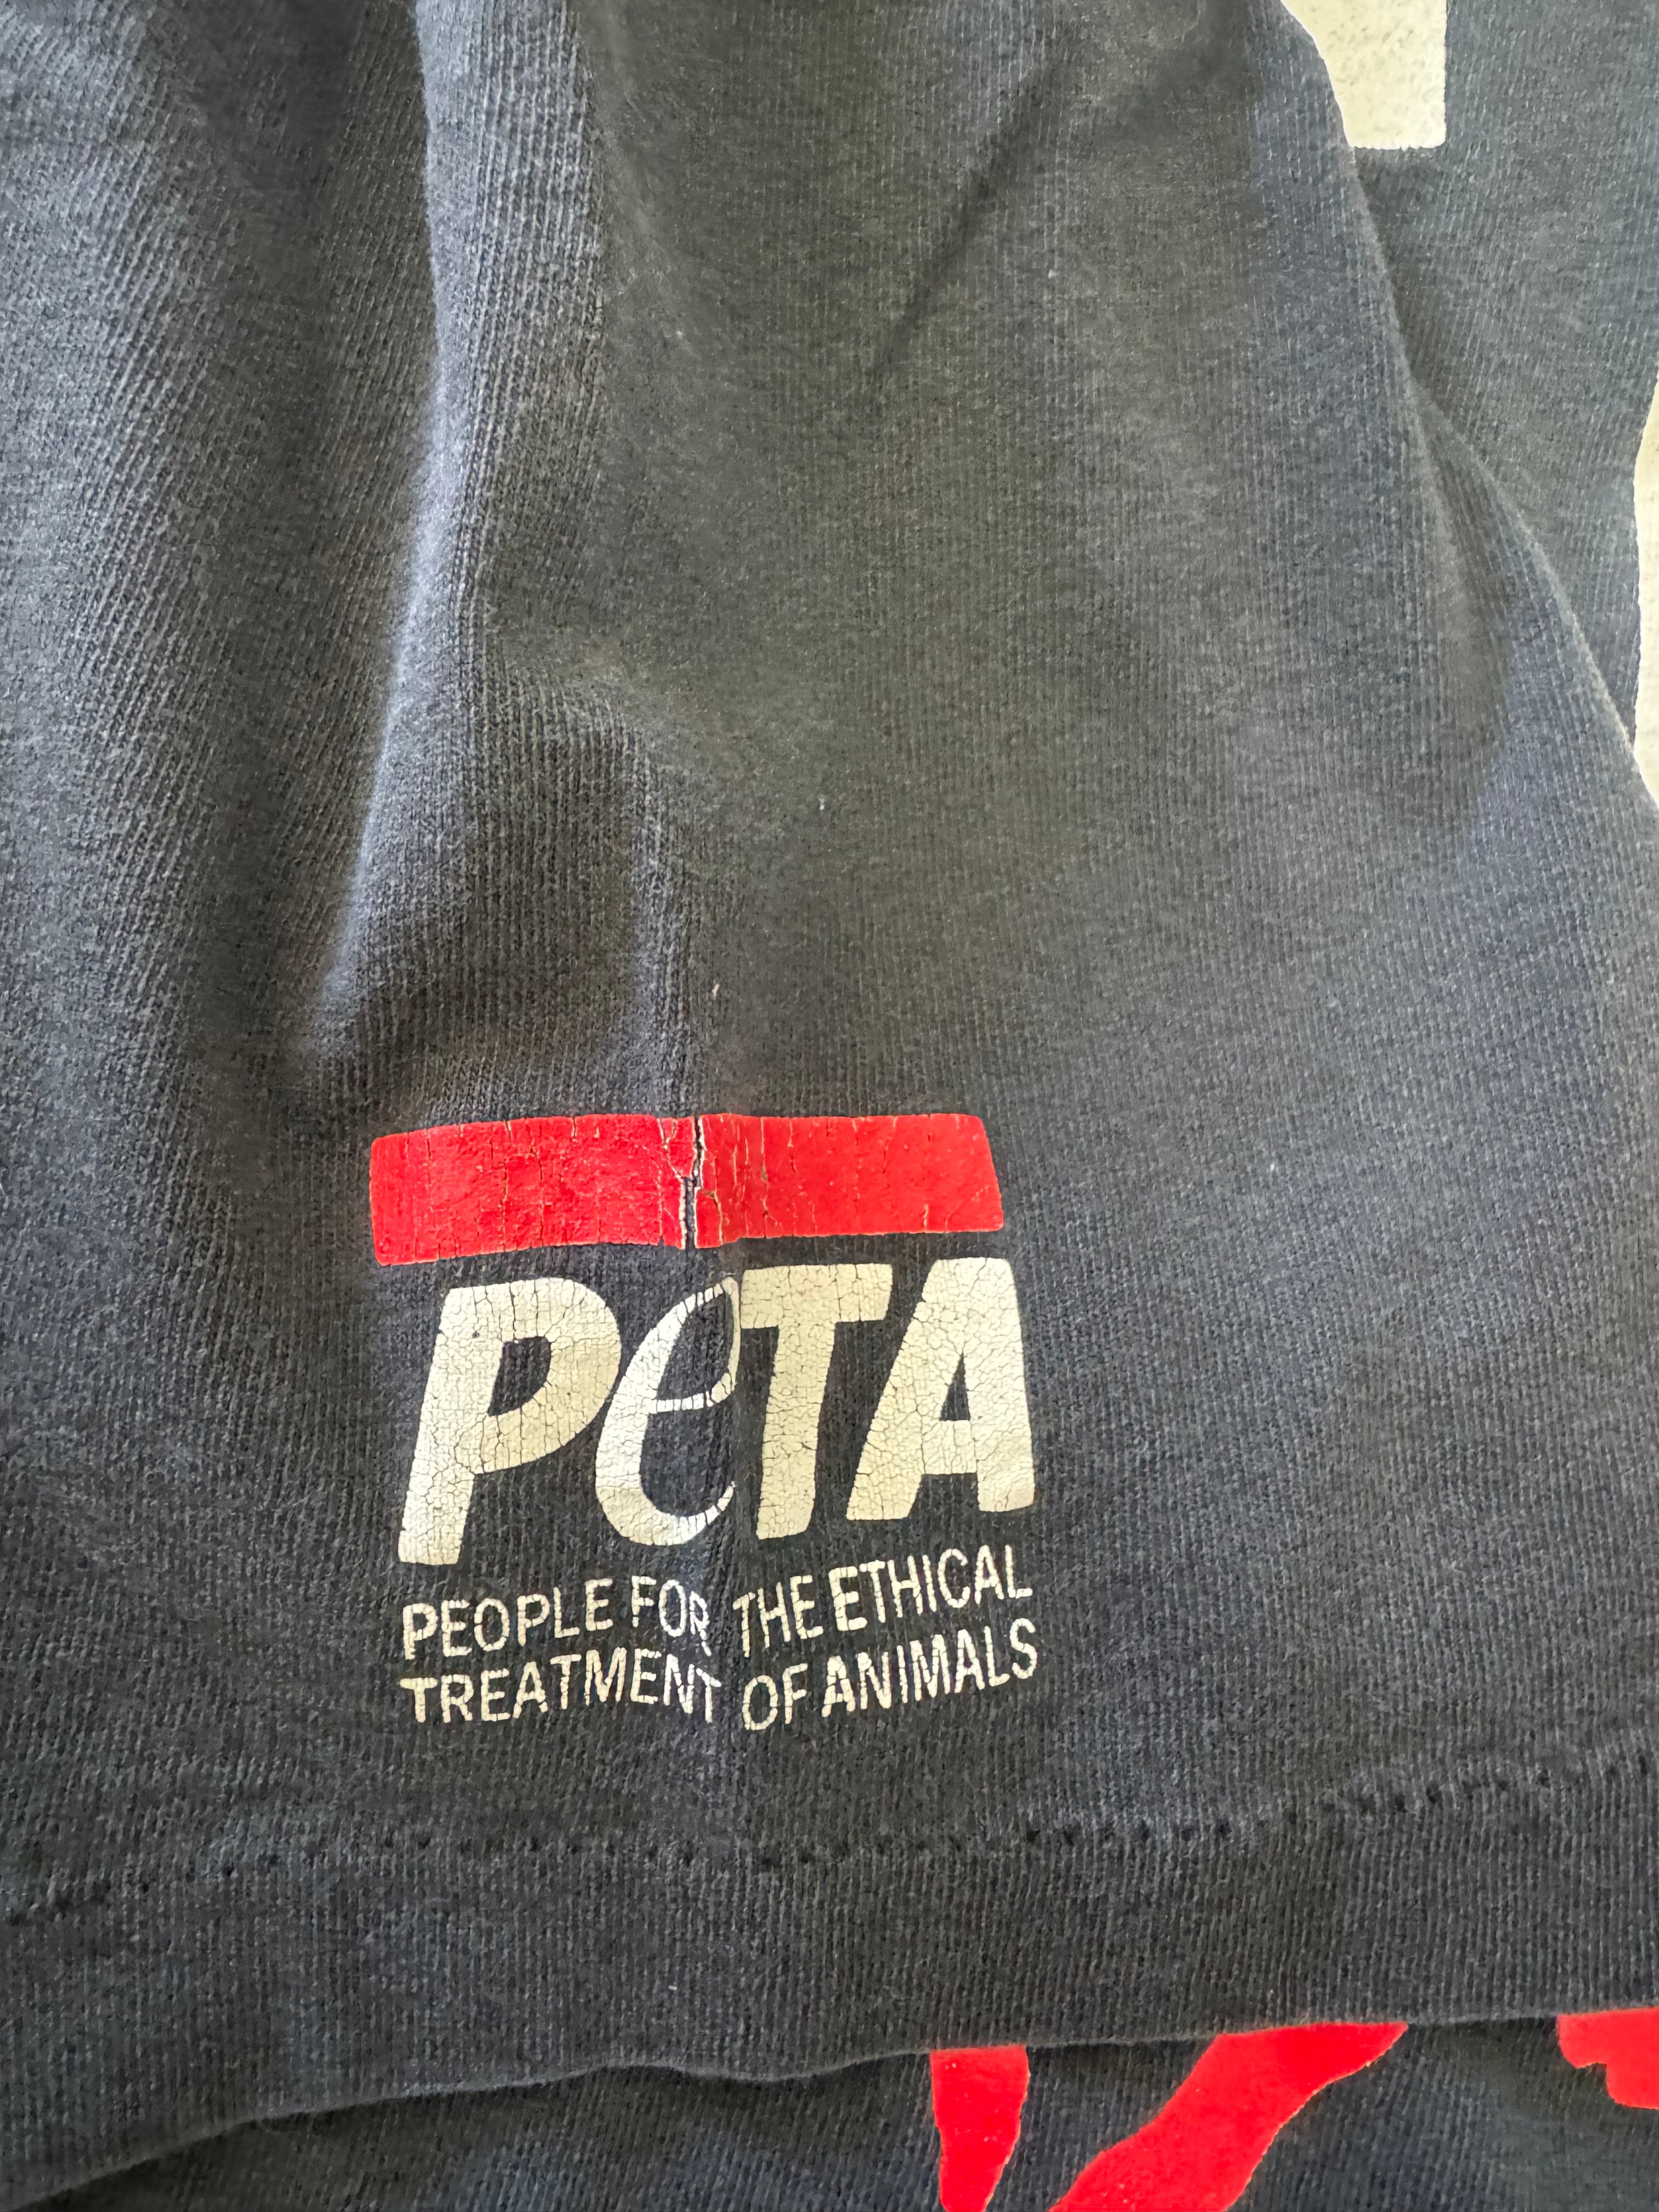 PeTA
PEOPLE FOR THE ETHICAL
TREATMENT OF ANIMALS